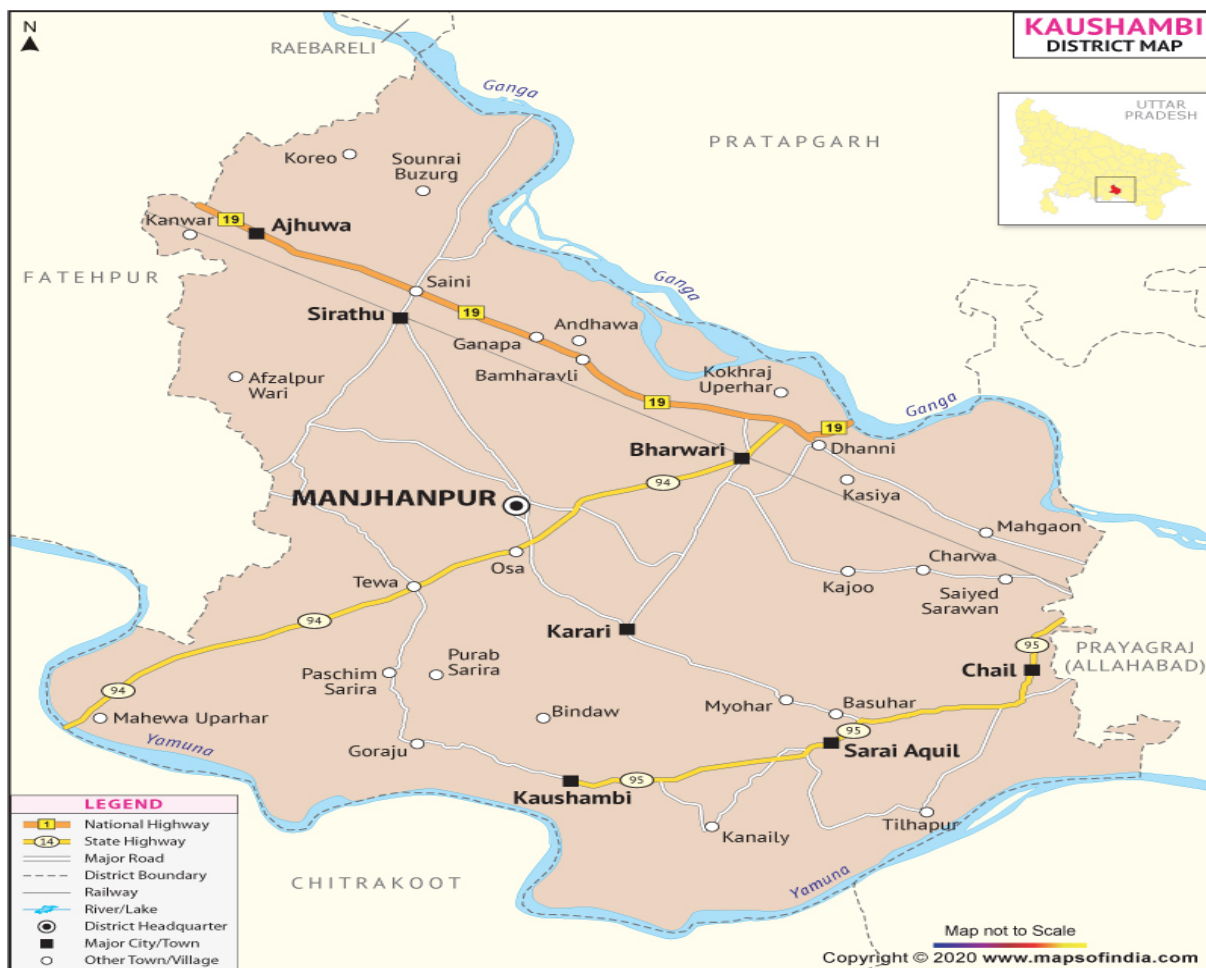 N
RAEBARELI
KAUSHAMBI
DISTRICT MAP
Ganga
UTTAR
PRADESH
PRATAPGARH
Koreo
Sounrai
Buzurg
Kanwar
19
Ajhuwa
FATEHPUR
Saini
Ganga
Sirathu
19
Andhawa
Ganapa
Bamharavli
Afzalpur
Wari
Kokhraj
Uperhar
19
Ganga
19
Bharwari
Dhanni
94
Kasiya
MANJHANPUR
Mahgaon
Osa
Charwa
Tewa
Kajoo
Saiyed
Sarawan
94
Karari
95
PRAYAGRAJ
(ALLAHABAD)
Chail
Purab
Sarira
Paschim
Sarira
94
Myohar
Basuhar
Mahewa Uparhar
Bindaw
95
Yamuna
Goraju
Sarai Aquil
95
Kaushambi
Tilhapur
Kanaily
Yamuna
CHITRAKOOT
LEGEND
1 National Highway
14 State Highway
Major Road
District Boundary
Railway
River/Lake
District Headquarter
Major City/Town
Other Town/Village
Map not to Scale
Copyright © 2020 www.mapsofindia.com